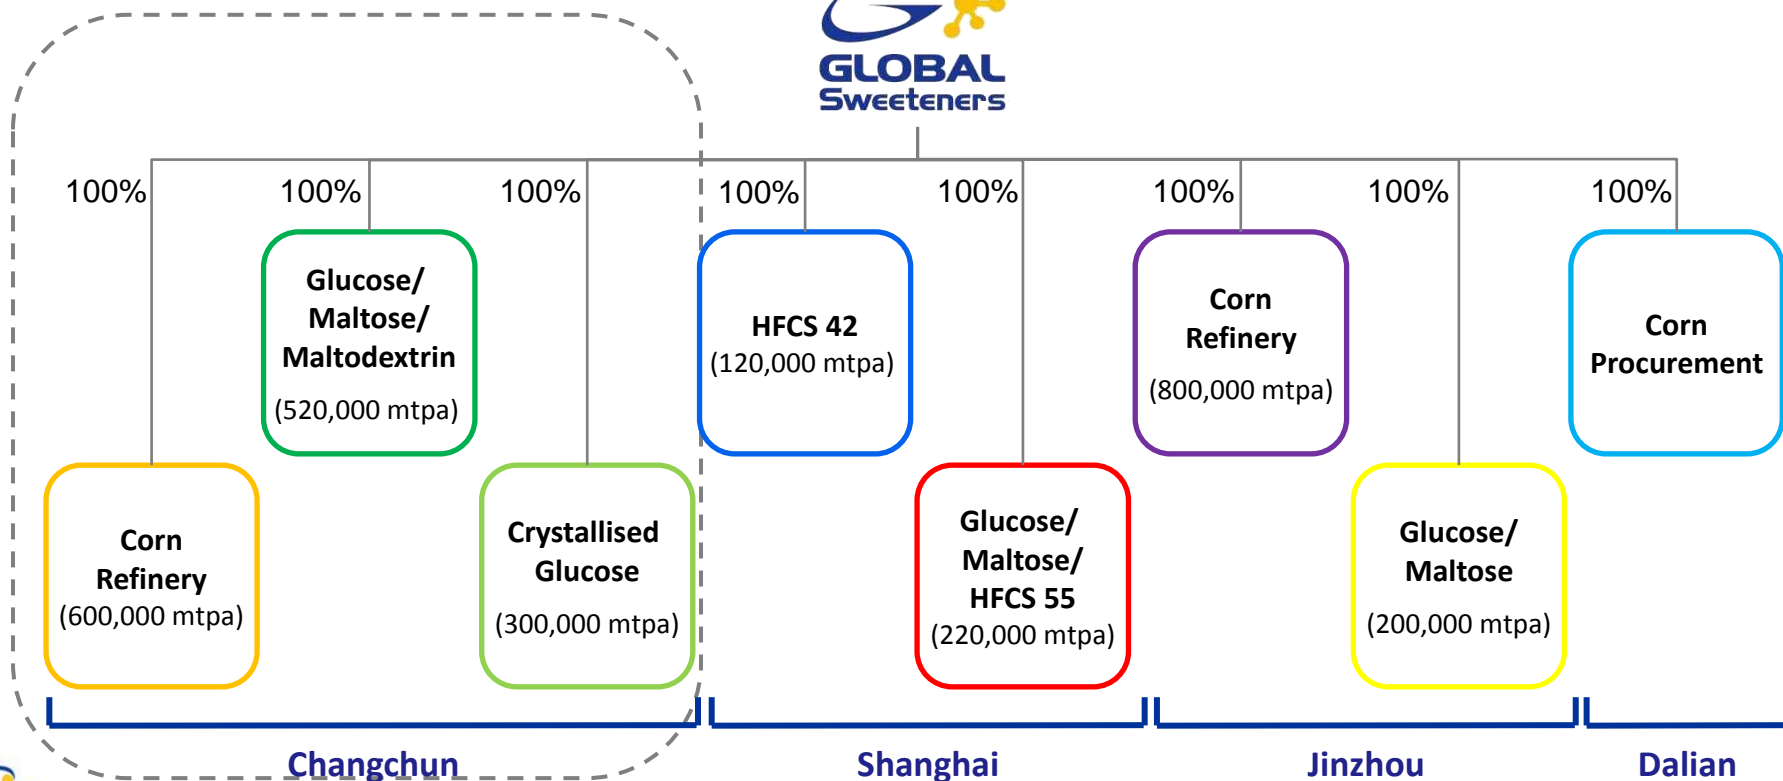 GLOBAL
Sweeteners
100%
100%
100%
100%
100%
100%
100%
100%
Glucose/
Maltose/
Maltodextrin
(520,000 mtpa)
HFCS 42
(120,000 mtpa)
Corn
Refinery
(800,000 mtpa)
Corn
Procurement
Corn
Refinery
(600,000 mtpa)
Crystallised
Glucose
(300,000 mtpa)
Glucose/
Maltose/
HFCS 55
(220,000 mtpa)
Glucose/
Maltose
(200,000 mtpa)
Changchun
Shanghai
Jinzhou
Dalian